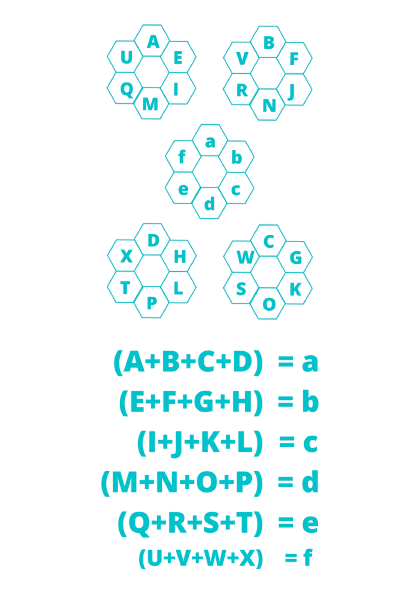 A
U
E
Q
I
M
B
V
F
R
J
N
a
f
b
e
c
d
D
X
H
T
L
P
C
W
G
S
K
O
(A+B+C+D) = a
(E+F+G+H) = b
(I+J+K+L) = c
(M+N+O+P) = d
(Q+R+S+T) = e
(U+V+W+X) = f